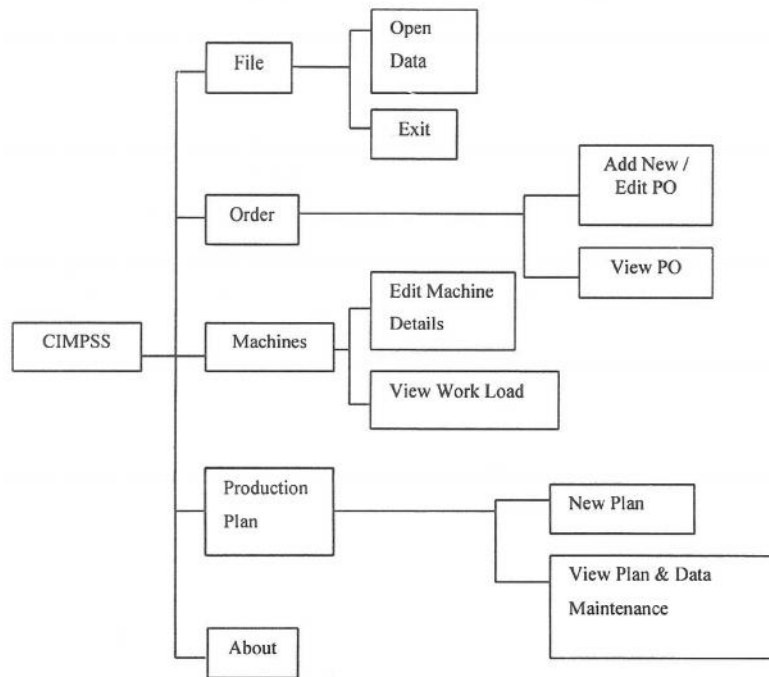 Open
Data
File
Exit
Add New /
Edit PO
Order
View PO
Edit Machine
Details
CIMPSS
Machines
View Work Load
Production
Plan
New Plan
View Plan & Data
Maintenance
About